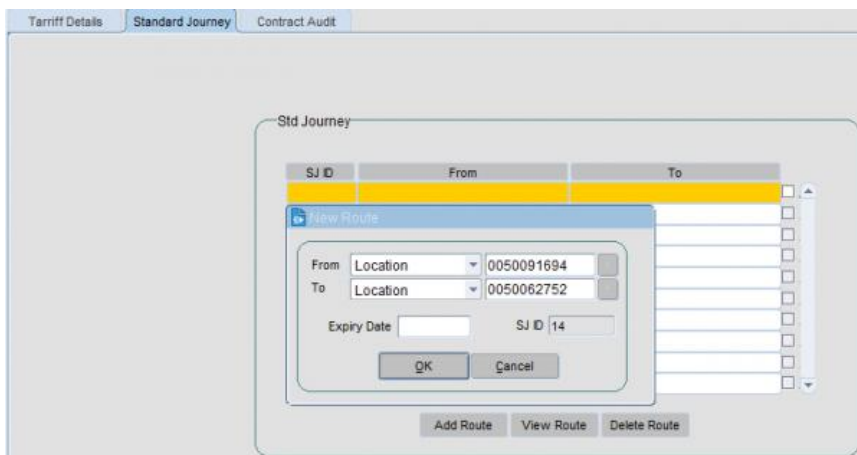 Tarriff Details Standard Journey Contract Audit
Std Journey
SJ ID From To
New Route
From Location 0050091694
To Location 0050062752
Expiry Date SJ ID 14
OK Cancel
Add Route View Route Delete Route